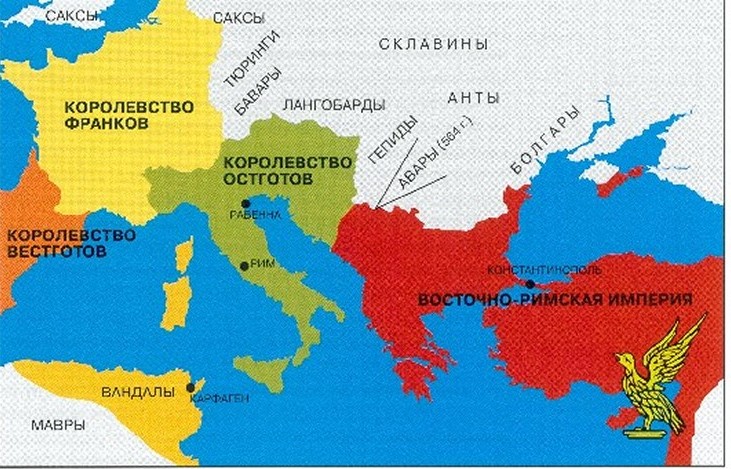 САКСЫ
САКСЫ
СКЛАВИНЫ
ТЮРИНГИ
БАВАРЫ
КОРОЛЕВСТВО
ФРАНКОВ
ЛАНГОБАРДЫ
АНТЫ
ГЕПИДЫ
АВАРЫ (564 г.)
БОЛГАРЫ
КОРОЛЕВСТВО
ОСТГОТОВ
РАВЕННА
КОРОЛЕВСТВО
ВЕСТГОТОВ
РИМ
КОНСТАНТИНОПОЛЬ
ВОСТОЧНО-РИМСКАЯ ИМПЕРИЯ
ВАНДАЛЫ
КАРФАГЕН
МАВРЫ